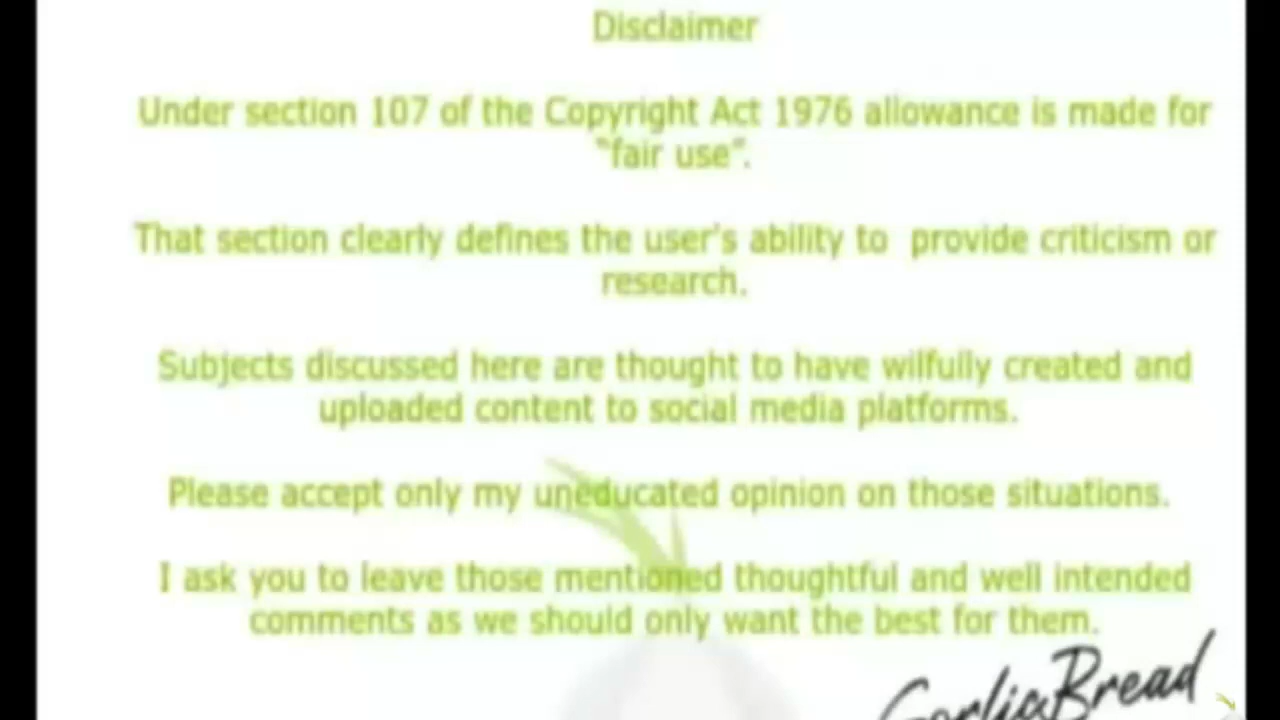 Disclaimer
Under section 107 of the Copyright Act 1976 allowance is made for
"fair use".
That section clearly defines the user's ability to  provide criticism or
research.
Subjects discussed here are thought to have wilfully created and
uploaded content to social media platforms.
Please accept only my uneducated opinion on those situations.
I ask you to leave those mentioned thoughtful and well intended
comments as we should only want the best for them.
GarlicBread